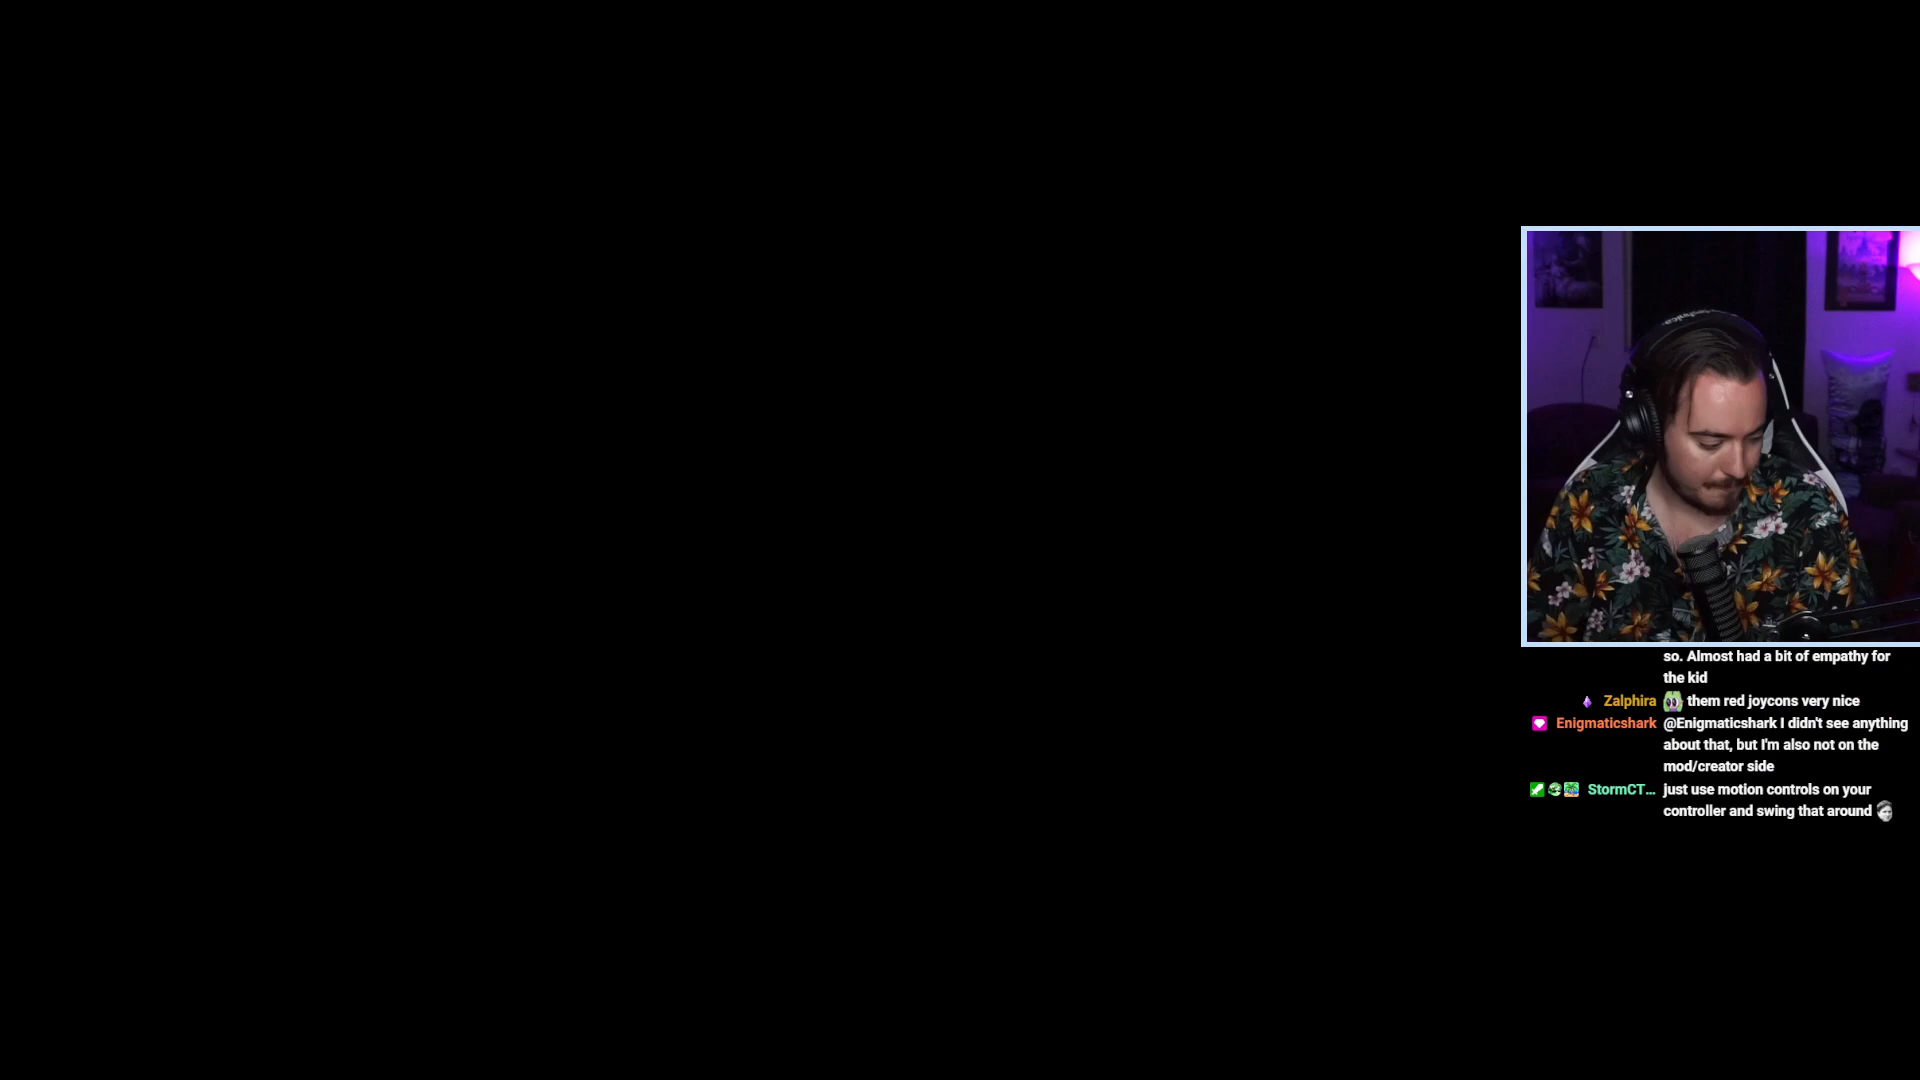 so. Almost had a bit of empathy for
the kid
Zalphira them red joycons very nice
Enigmaticshark @Enigmaticshark I didn't see anything
about that, but I'm also not on the
mod/creator side
StormCT… just use motion controls on your
controller and swing that around